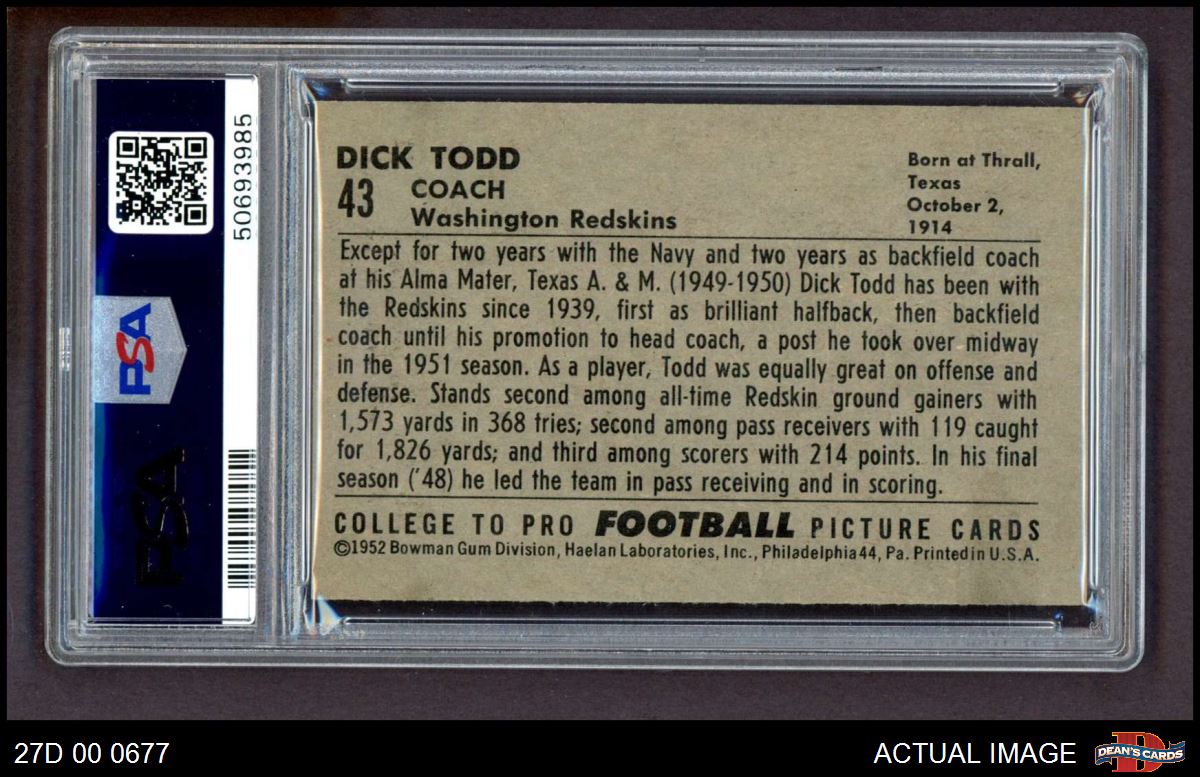 50693985
PSA
PSA
DICK TODD
43 COACH
Washington Redskins
Born at Thrall,
Texas
October 2,
1914
Except for two years with the Navy and two years as backfield coach
at his Alma Mater, Texas A. & M. (1949-1950) Dick Todd has been with
the Redskins since 1939, first as brilliant halfback, then backfield
coach until his promotion to head coach, a post he took over midway
in the 1951 season. As a player, Todd was equally great on offense and
defense. Stands second among all-time Redskin ground gainers with
1,573 yards in 368 tries; second among pass receivers with 119 caught
for 1,826 yards; and third among scorers with 214 points. In his final
season ('48) he led the team in pass receiving and in scoring.
COLLEGE TO PRO FOOTBALL PICTURE CARDS
©1952 Bowman Gum Division, Haelan Laboratories, Inc., Philadelphia 44, Pa. Printed in U.S.A.
27D 00 0677
ACTUAL IMAGE
D
DEAN'S CARDS